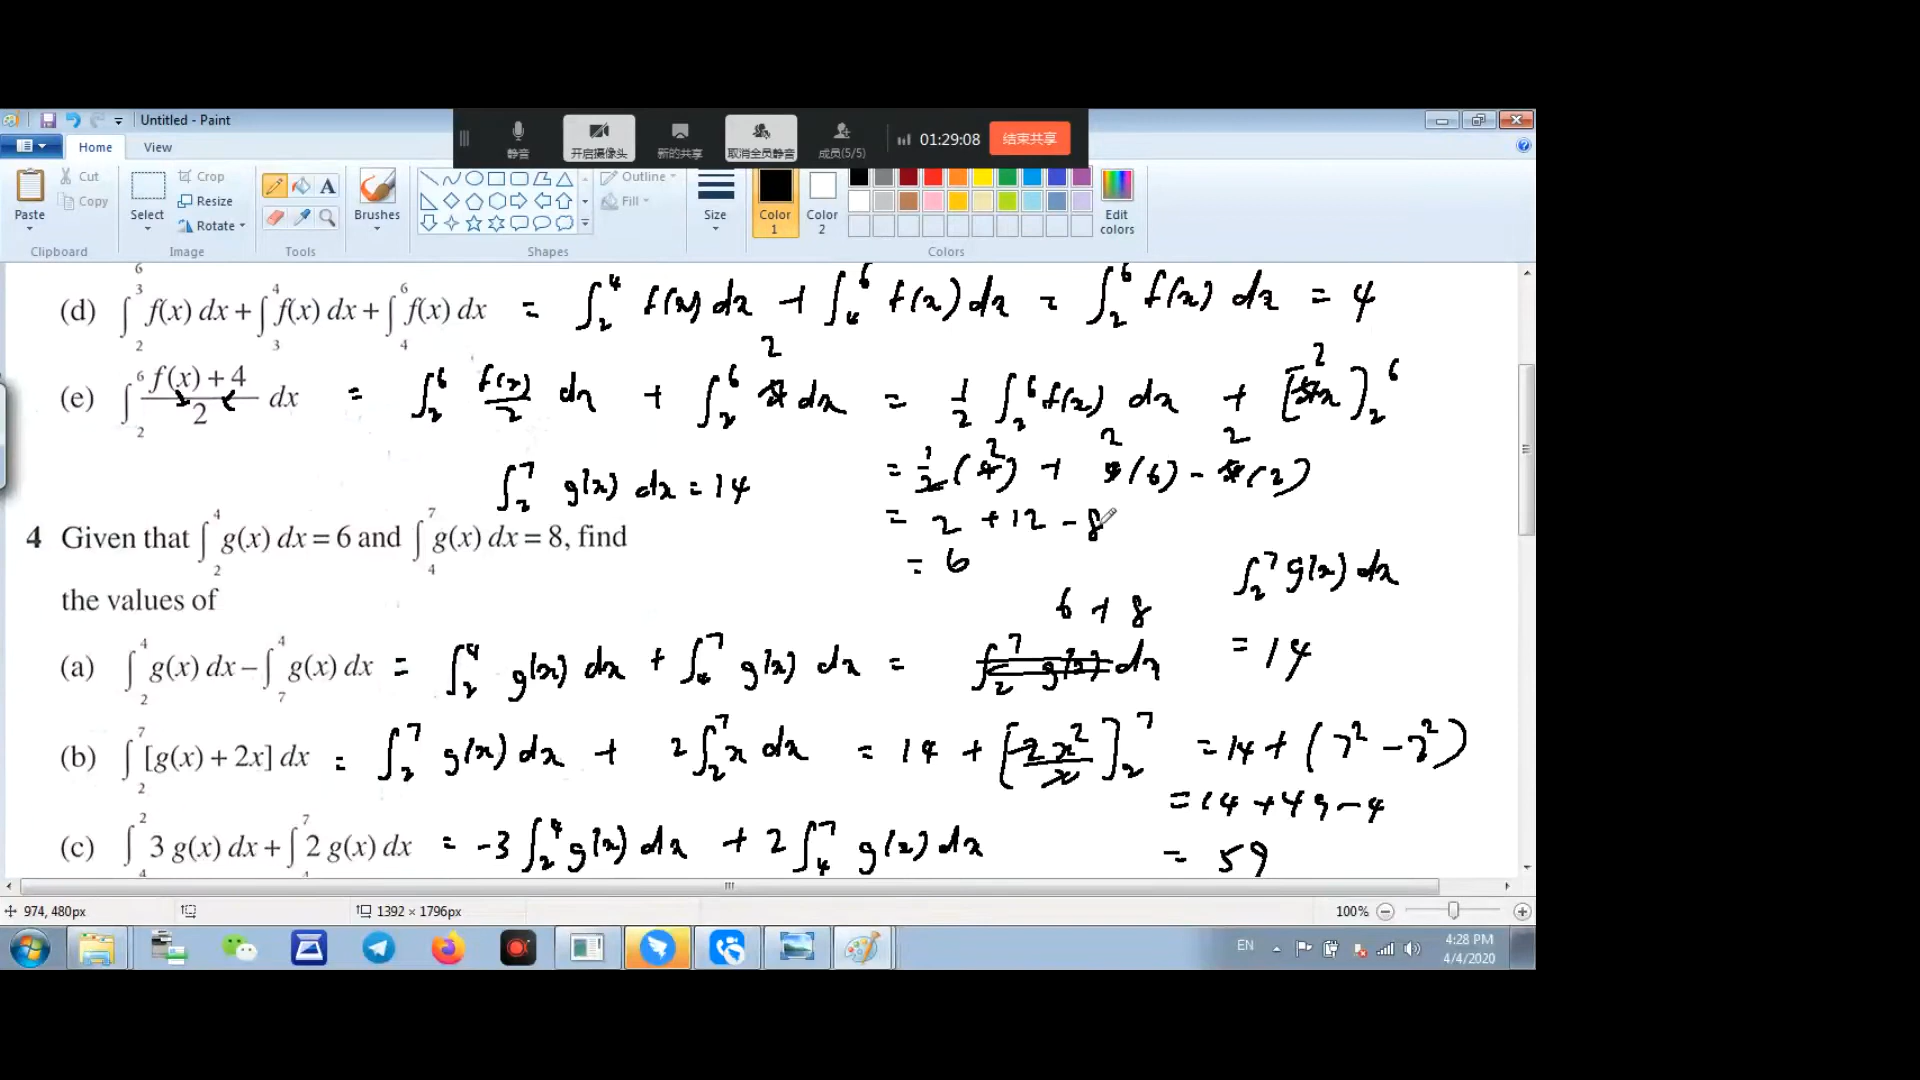 Untitled - Paint
01:29:08
结束共享
静音
开启摄像头
新的共享
取消全员静音
成员(5/5)
Home
View
Paste
Cut
Copy
Select
Crop
Resize
Rotate
Brushes
Outline
Fill
Size
Color 1
Color 2
Edit colors
Clipboard
Image
Tools
Shapes
Colors
(d) ∫₂³ f(x) dx + ∫₃⁴ f(x) dx + ∫₄⁶ f(x) dx = ∫₂⁴ f(x) dx + ∫₄⁶ f(x) dx = ∫₂⁶ f(x) dx = 4
(e) ∫₂⁶ (f(x) + 4)/2 dx = ∫₂⁶ f(x)/2 dx + ∫₂⁶ 2 dx = 1/2 ∫₂⁶ f(x) dx + [2x]₂⁶
= 1/2 (4) + 2(6) - 2(2)
∫₂⁷ g(x) dx = 14
= 2 + 12 - 8
= 6
4 Given that ∫₂⁴ g(x) dx = 6 and ∫₄⁷ g(x) dx = 8, find
the values of
∫₂⁷ g(x) dx
= 14
6 + 8
(a) ∫₂⁴ g(x) dx − ∫₇⁴ g(x) dx = ∫₂⁴ g(x) dx + ∫₄⁷ g(x) dx = ∫₂⁷ g(x) dx
(b) ∫₂⁷ [g(x) + 2x] dx = ∫₂⁷ g(x) dx + 2 ∫₂⁷ x dx = 14 + [2x²/2]₂⁷ = 14 + (7² - 2²)
= 14 + 49 - 4
= 59
(c) ∫₄² 3 g(x) dx + ∫₄⁷ 2 g(x) dx = -3 ∫₂⁴ g(x) dx + 2 ∫₄⁷ g(x) dx
974, 480px
1392 × 1796px
100%
EN
4:28 PM
4/4/2020